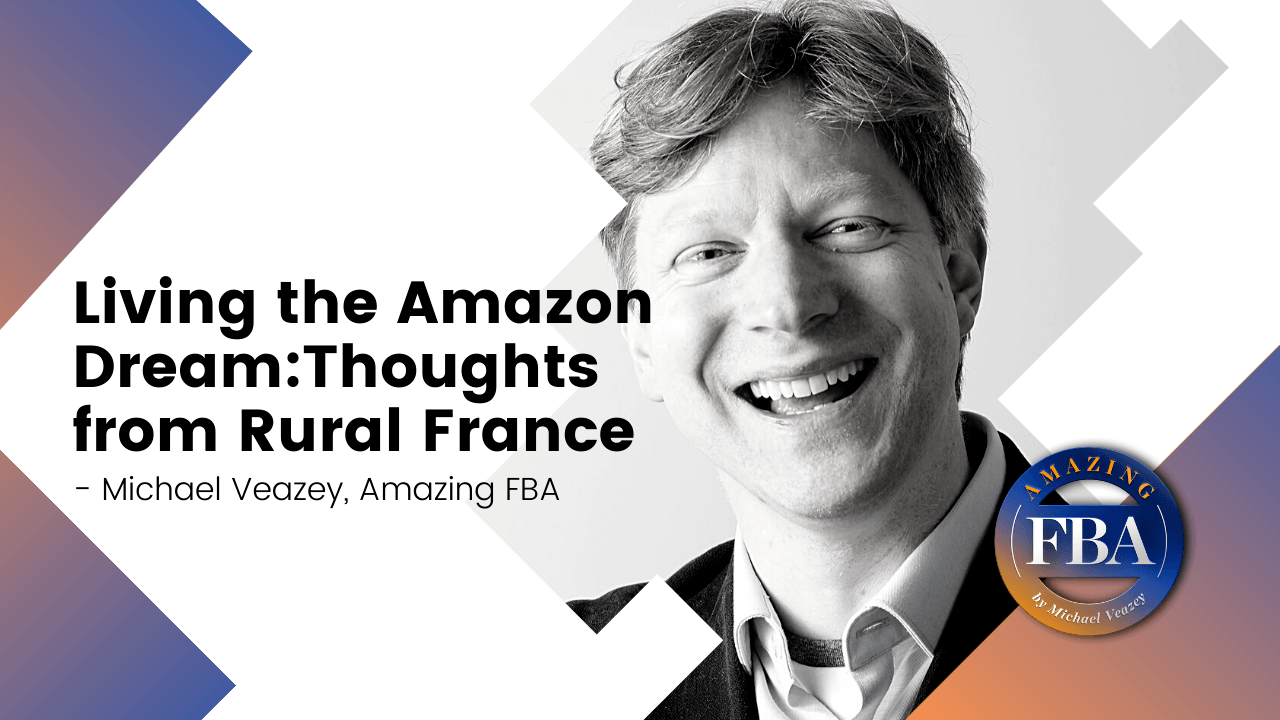 Living the Amazon
Dream:Thoughts
from Rural France
- Michael Veazey, Amazing FBA
AMAZING
FBA
by Michael Veazey